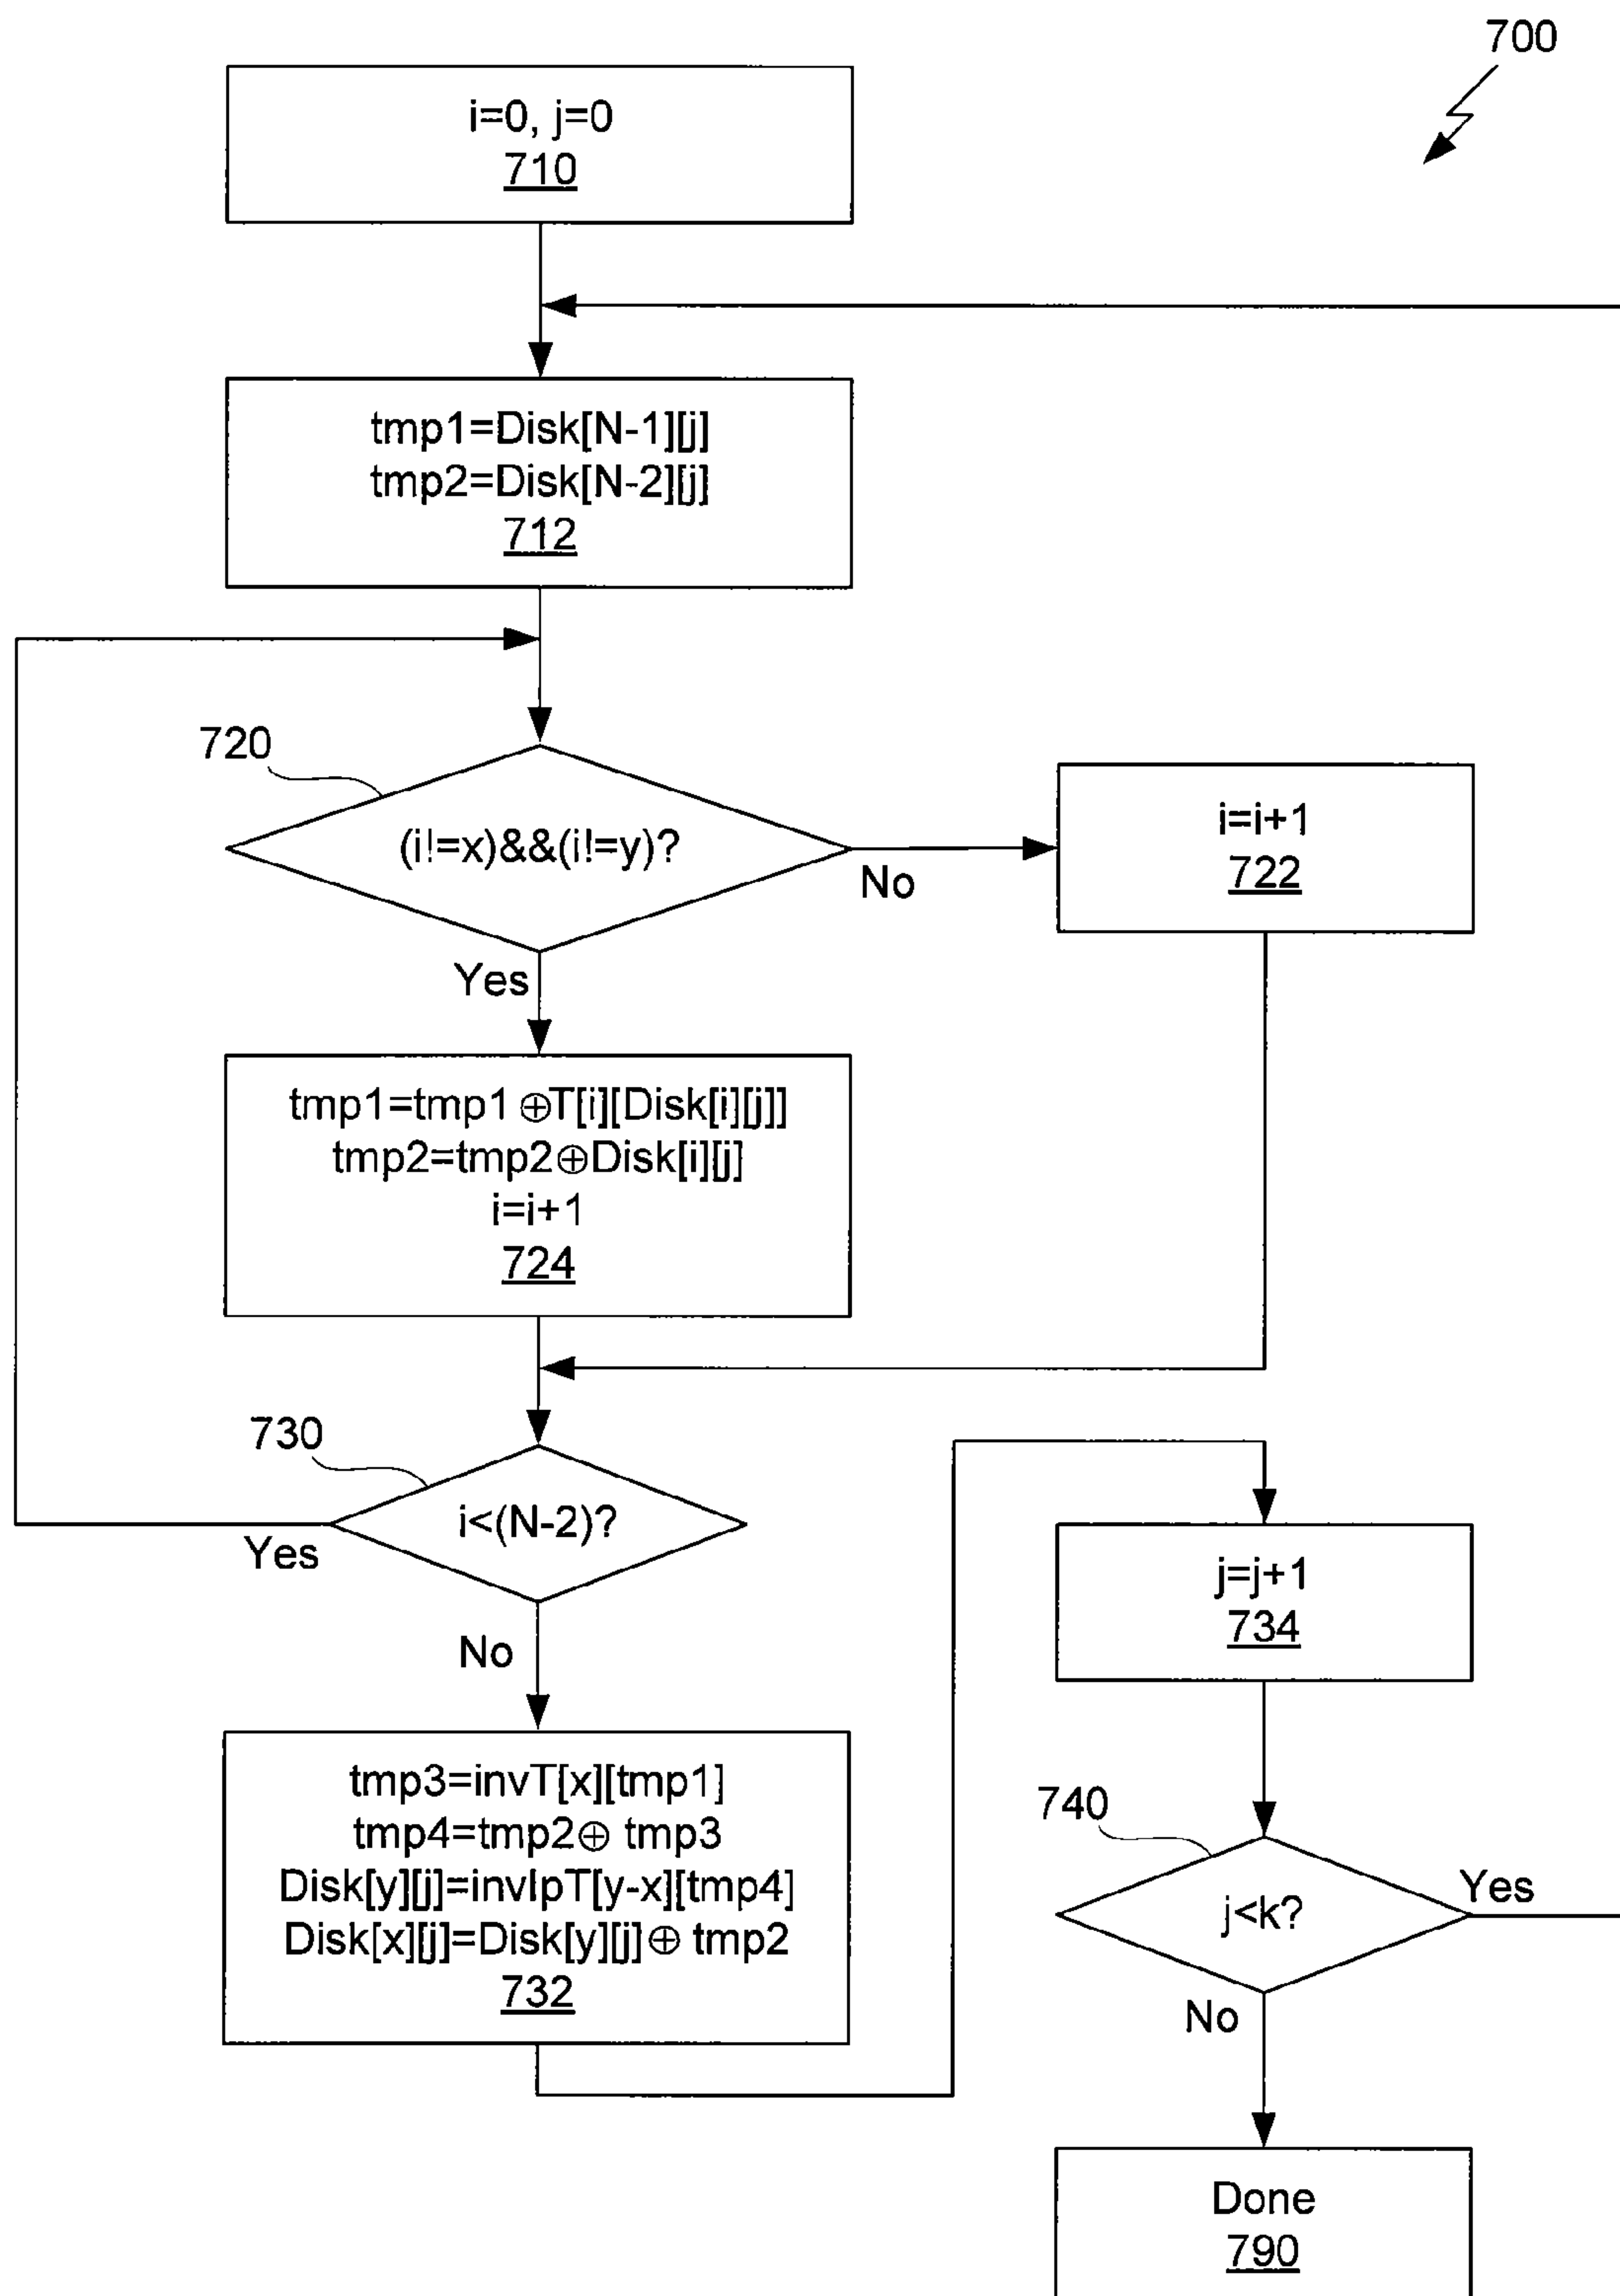 700
i=0, j=0
710
tmp1=Disk[N-1][j]
tmp2=Disk[N-2][j]
712
720
(i!=x)&&(i!=y)?
No
i=i+1
722
Yes
tmp1=tmp1⊕T[i][Disk[i][j]]
tmp2=tmp2⊕Disk[i][j]
i=i+1
724
730
i<(N-2)?
Yes
No
j=j+1
734
tmp3=invT[x][tmp1]
tmp4=tmp2⊕ tmp3
Disk[y][j]=invIpT[y-x][tmp4]
Disk[x][j]=Disk[y][j]⊕ tmp2
732
740
j<k?
Yes
No
Done
790